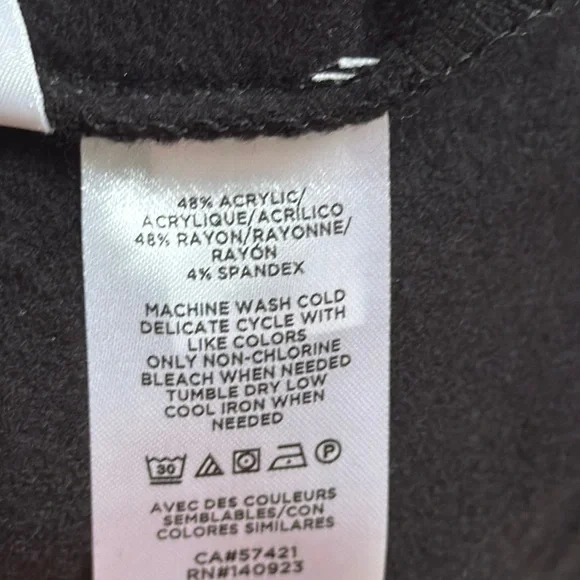 48% ACRYLIC/
ACRYLIQUE/ACRÍLICO
48% RAYON/RAYONNE/
RAYÓN
4% SPANDEX
MACHINE WASH COLD
DELICATE CYCLE WITH
LIKE COLORS
ONLY NON-CHLORINE
BLEACH WHEN NEEDED
TUMBLE DRY LOW
COOL IRON WHEN
NEEDED
30 P
AVEC DES COULEURS
SEMBLABLES/CON
COLORES SIMILARES
CA#57421
RN#140923